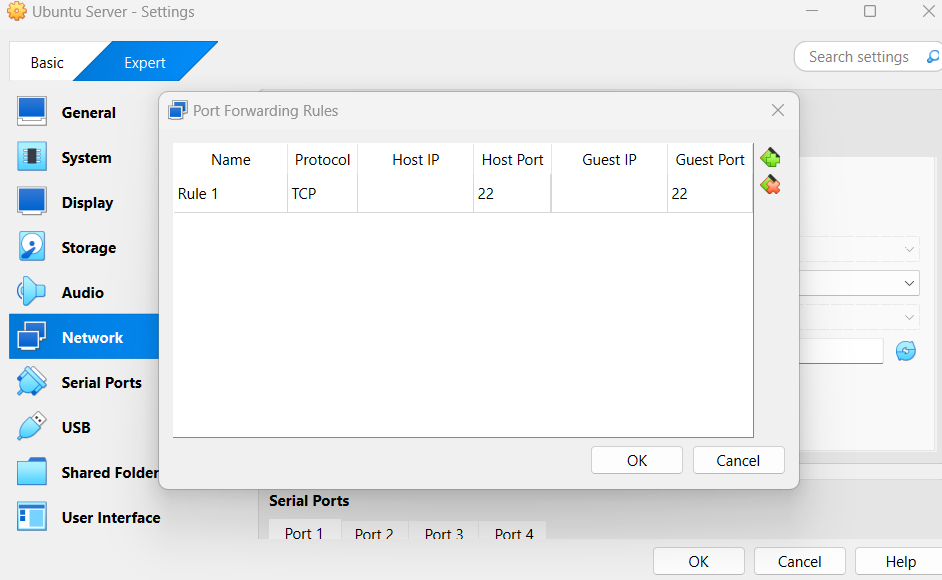 Ubuntu Server - Settings
Basic
Expert
Search settings
General
System
Display
Storage
Audio
Network
Serial Ports
USB
Shared Folder
User Interface
Port Forwarding Rules
Name Protocol Host IP Host Port Guest IP Guest Port
Rule 1 TCP 22 22
OK Cancel
Serial Ports
Port 1 Port 2 Port 3 Port 4
OK Cancel Help